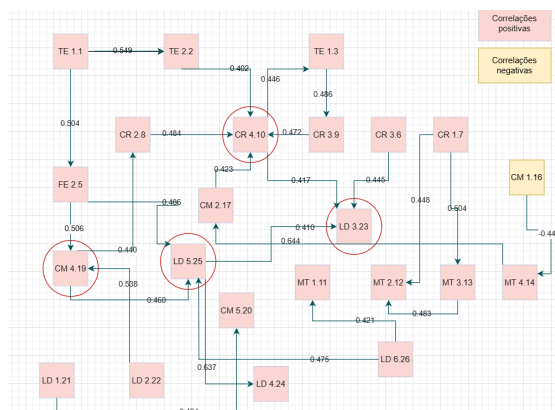 Correlações
positivas
TE 1.1
0.549
TE 2.2
TE 1.3
Correlações
negativas
0.402
0.446
0.486
0.504
CR 2.8
0.484
CR 4.10
0.472
CR 3.9
CR 3.6
CR 1.7
0.423
0.417
0.445
FE 2.5
CM 1.16
0.448
0.504
CM 2.17
LD 3.23
0.506
0.440
0.410
0.644
-0.44
CM 4.19
LD 5.25
MT 1.11
MT 2.12
MT 3.13
MT 4.14
0.538
0.460
CM 5.20
0.483
0.421
0.475
LD 6.26
0.637
LD 1.21
LD 2.22
LD 4.24